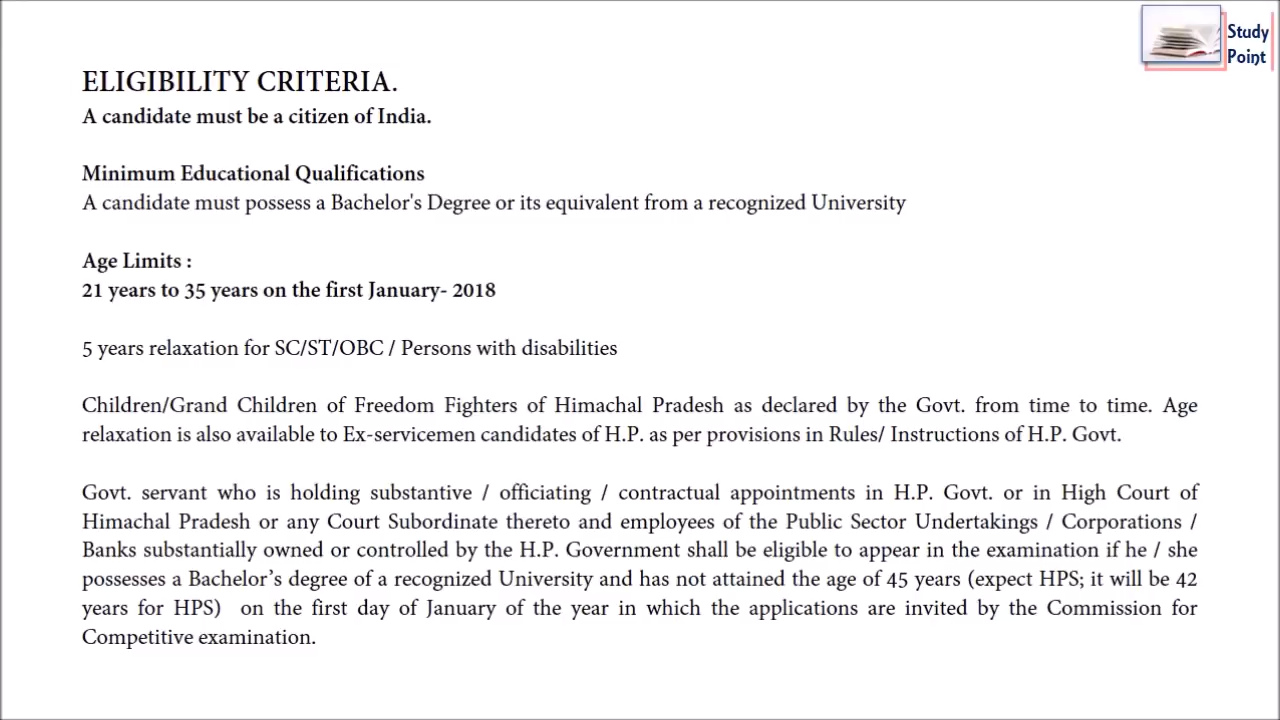 Study
Point
ELIGIBILITY CRITERIA.
A candidate must be a citizen of India.
Minimum Educational Qualifications
A candidate must possess a Bachelor's Degree or its equivalent from a recognized University
Age Limits :
21 years to 35 years on the first January- 2018
5 years relaxation for SC/ST/OBC / Persons with disabilities
Children/Grand Children of Freedom Fighters of Himachal Pradesh as declared by the Govt. from time to time. Age
relaxation is also available to Ex-servicemen candidates of H.P. as per provisions in Rules/ Instructions of H.P. Govt.
Govt. servant who is holding substantive / officiating / contractual appointments in H.P. Govt. or in High Court of
Himachal Pradesh or any Court Subordinate thereto and employees of the Public Sector Undertakings / Corporations /
Banks substantially owned or controlled by the H.P. Government shall be eligible to appear in the examination if he / she
possesses a Bachelor’s degree of a recognized University and has not attained the age of 45 years (expect HPS; it will be 42
years for HPS)  on the first day of January of the year in which the applications are invited by the Commission for
Competitive examination.